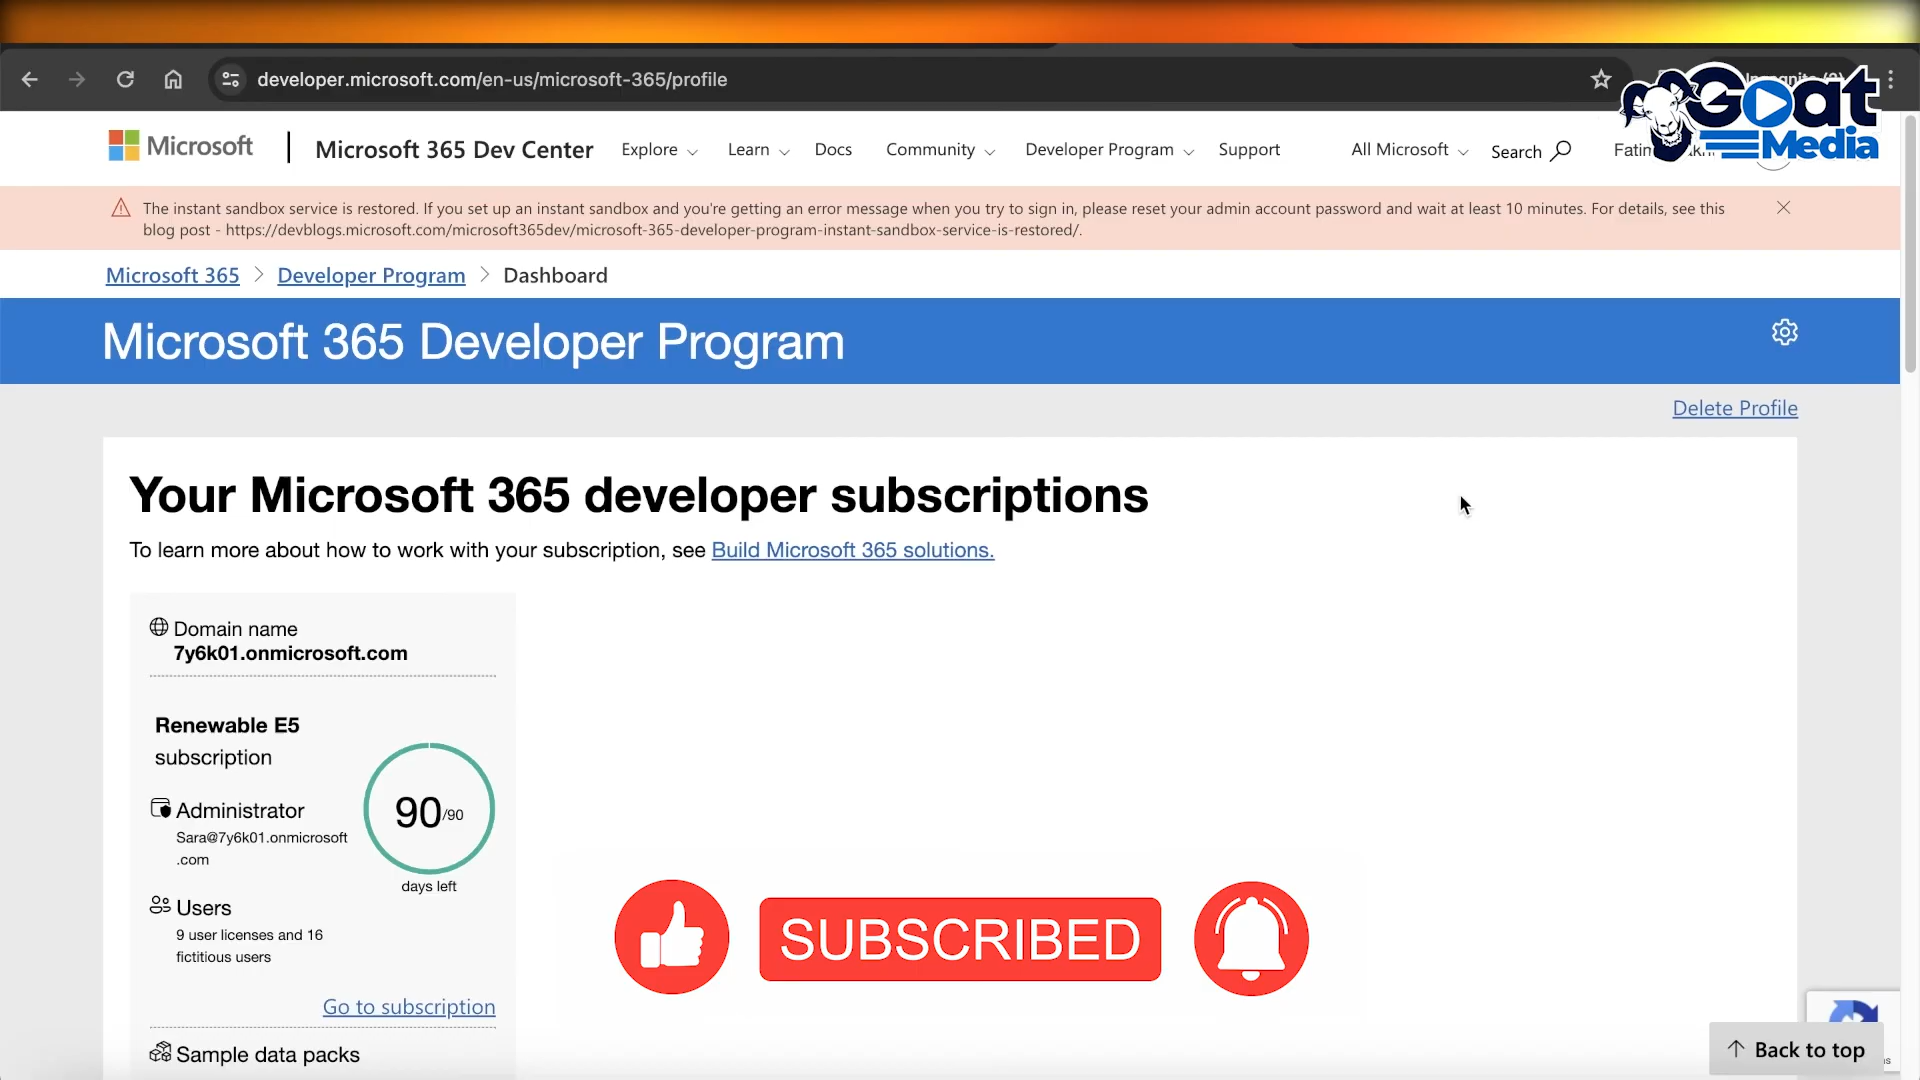 developer.microsoft.com/en-us/microsoft-365/profile
Goat
Media
Microsoft
Microsoft 365 Dev Center
Explore
Learn
Docs
Community
Developer Program
Support
All Microsoft
Search
The instant sandbox service is restored. If you set up an instant sandbox and you're getting an error message when you try to sign in, please reset your admin account password and wait at least 10 minutes. For details, see this
blog post - https://devblogs.microsoft.com/microsoft365dev/microsoft-365-developer-program-instant-sandbox-service-is-restored/.
Microsoft 365 > Developer Program > Dashboard
Microsoft 365 Developer Program
Delete Profile
Your Microsoft 365 developer subscriptions
To learn more about how to work with your subscription, see Build Microsoft 365 solutions.
Domain name
7y6k01.onmicrosoft.com
Renewable E5
subscription
Administrator
Sara@7y6k01.onmicrosoft
.com
90/90
days left
Users
9 user licenses and 16
fictitious users
Go to subscription
Sample data packs
SUBSCRIBED
Back to top